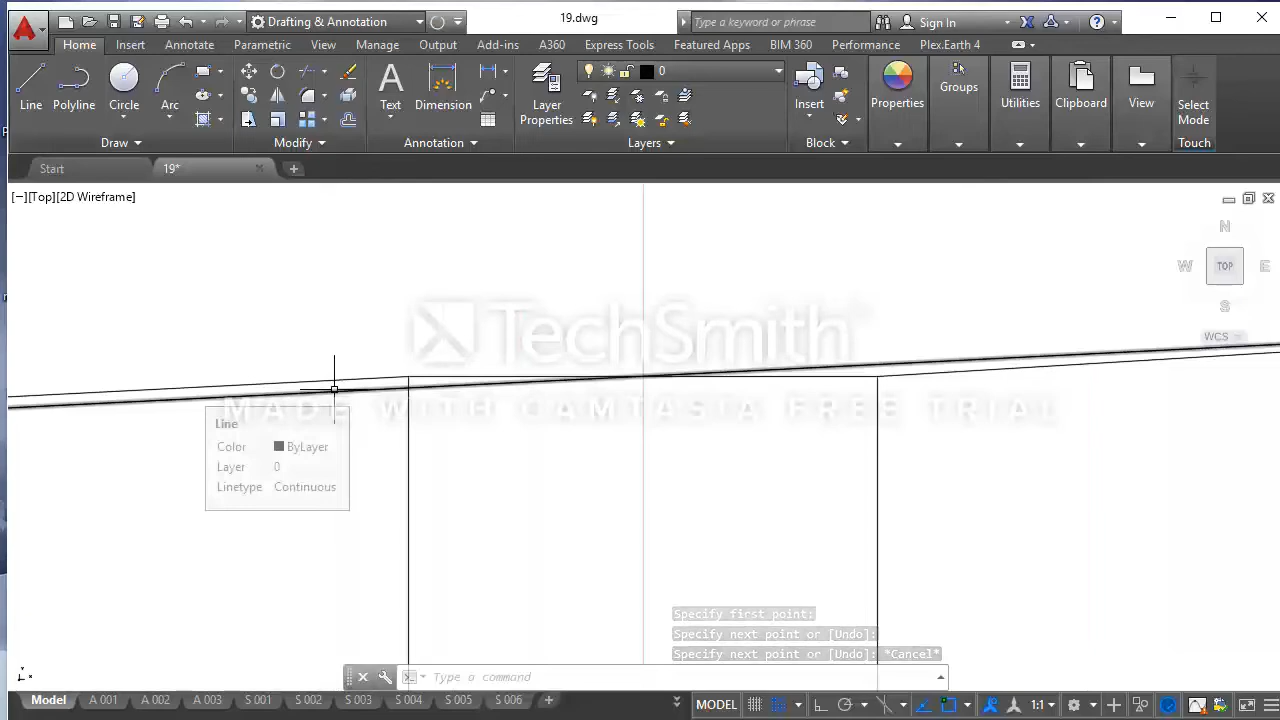 Drafting & Annotation
19.dwg
Type a keyword or phrase
Sign In
Home Insert Annotate Parametric View Manage Output Add-ins A360 Express Tools Featured Apps BIM 360 Performance Plex.Earth 4
Line Polyline Circle Arc
Text Dimension
Layer Properties
0
Insert
Properties
Groups
Utilities
Clipboard
View
Select Mode
Draw Modify Annotation Layers Block Touch
Start 19*
[−][Top][2D Wireframe]
N
W TOP E
S
WCS
TechSmith
MADE WITH CAMTASIA FREE TRIAL
Line
Color ByLayer
Layer 0
Linetype Continuous
Specify first point:
Specify next point or [Undo]:
Specify next point or [Undo]: *Cancel*
Type a command
Model A 001 A 002 A 003 S 001 S 002 S 003 S 004 S 005 S 006
MODEL 1:1